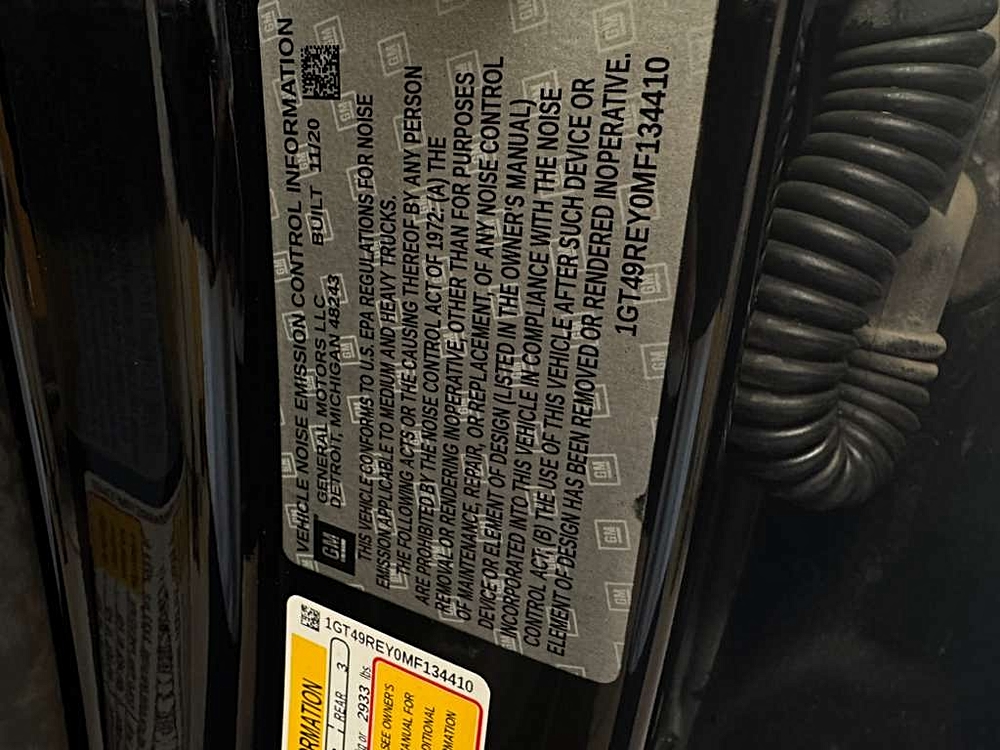 VEHICLE NOISE EMISSION CONTROL INFORMATION
GM
GENERAL MOTORS LLC BUILT 11/20
DETROIT, MICHIGAN 48243
THIS VEHICLE CONFORMS TO U.S. EPA REGULATIONS FOR NOISE
EMISSION APPLICABLE TO MEDIUM AND HEAVY TRUCKS.
THE FOLLOWING ACTS OR THE CAUSING THEREOF BY ANY PERSON
ARE PROHIBITED BY THE NOISE CONTROL ACT OF 1972- (A) THE
REMOVAL OR RENDERING INOPERATIVE, OTHER THAN FOR PURPOSES
OF MAINTENANCE, REPAIR, OR REPLACEMENT, OF ANY NOISE CONTROL
DEVICE OR ELEMENT OF DESIGN (LISTED IN THE OWNER'S MANUAL)
INCORPORATED INTO THIS VEHICLE IN COMPLIANCE WITH THE NOISE
CONTROL ACT, (B) THE USE OF THIS VEHICLE AFTER SUCH DEVICE OR
ELEMENT OF DESIGN HAS BEEN REMOVED OR RENDERED INOPERATIVE.
1GT49REY0MF134410
1GT49REY0MF134410
RMATION
REAR 3
g or 2933 lbs
SEE OWNER'S
MANUAL FOR
DITIONAL
RMATION